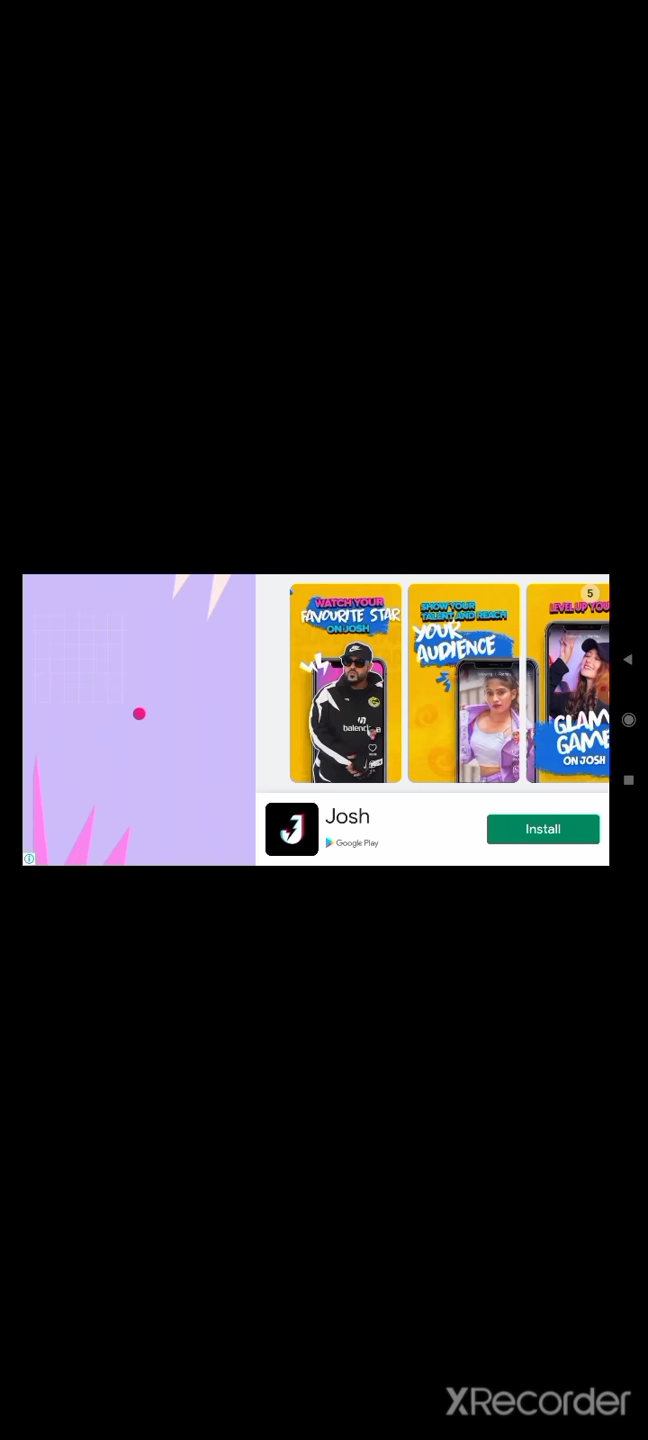 WATCH YOUR
FAVOURITE STAR
ON JOSH
SHOW YOUR
TALENT AND REACH
YOUR
AUDIENCE
LEVEL UP YOU
GLAM
GAME
ON JOSH
5
Josh
Google Play
Install
XRecorder